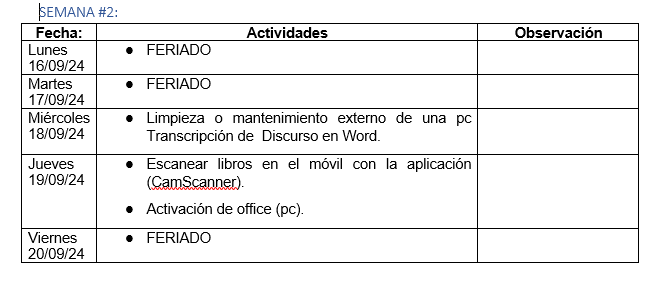 SEMANA #2:
Fecha: Actividades Observación
Lunes ● FERIADO
16/09/24
Martes ● FERIADO
17/09/24
Miércoles ● Limpieza o mantenimiento externo de una pc
18/09/24 Transcripción de Discurso en Word.
Jueves ● Escanear libros en el móvil con la aplicación
19/09/24 (CamScanner).
● Activación de office (pc).
Viernes ● FERIADO
20/09/24